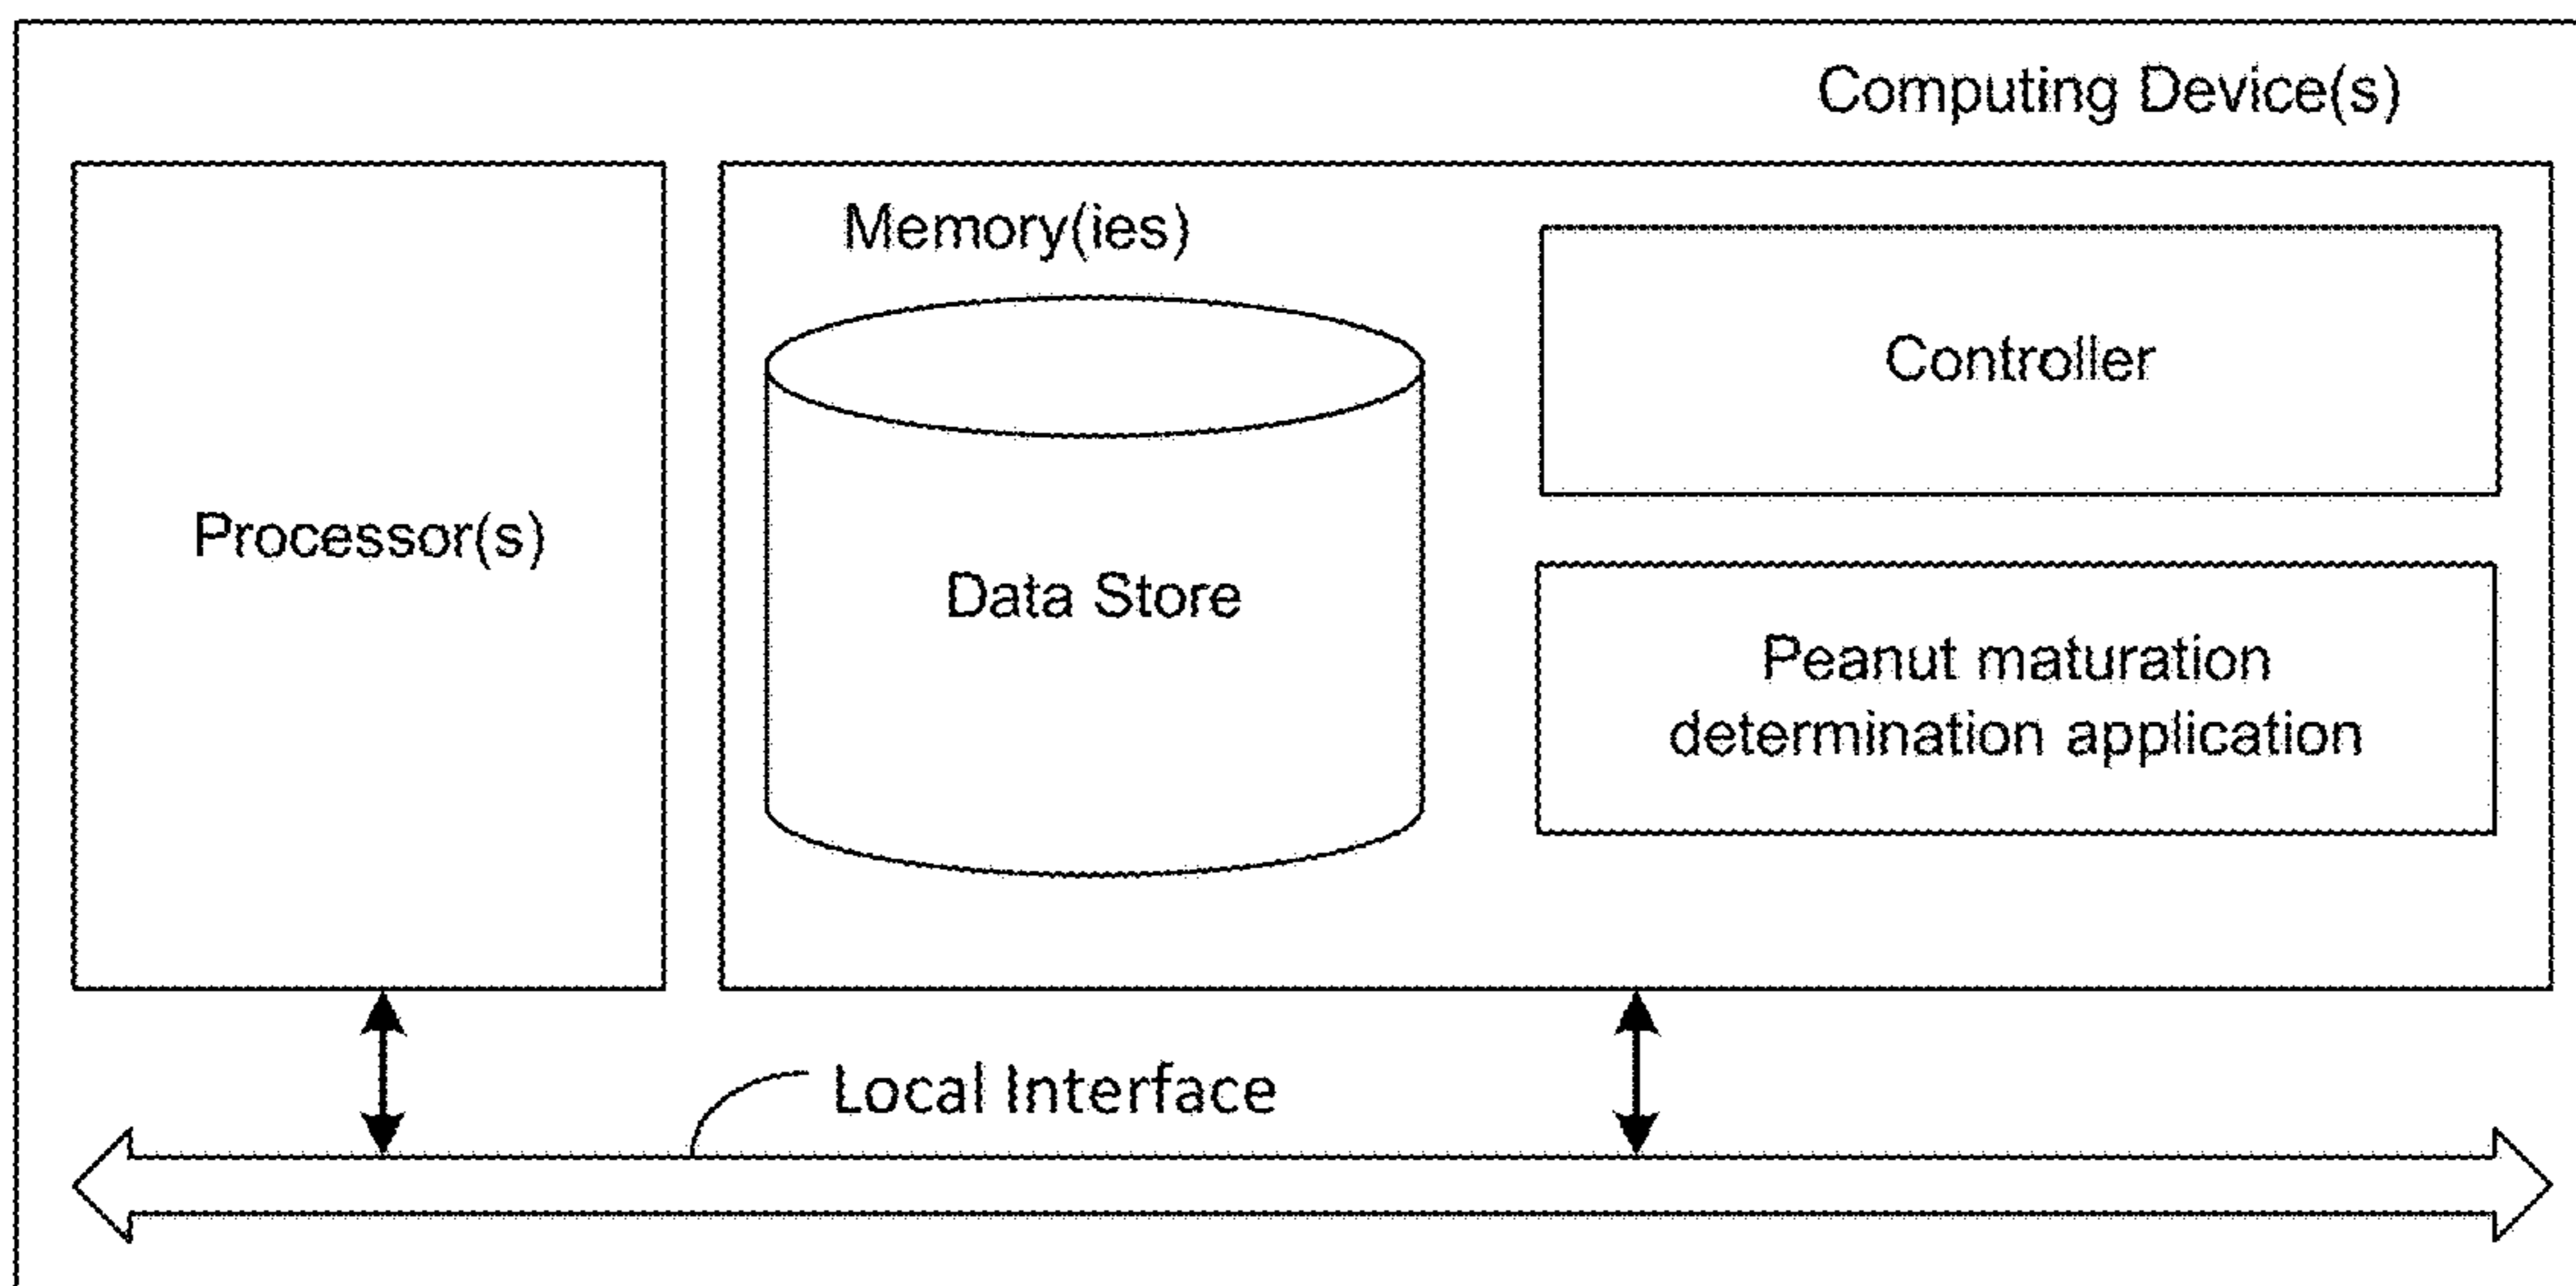 Computing Device(s)
Processor(s)
Memory(ies)
Data Store
Controller
Peanut maturation
determination application
Local Interface